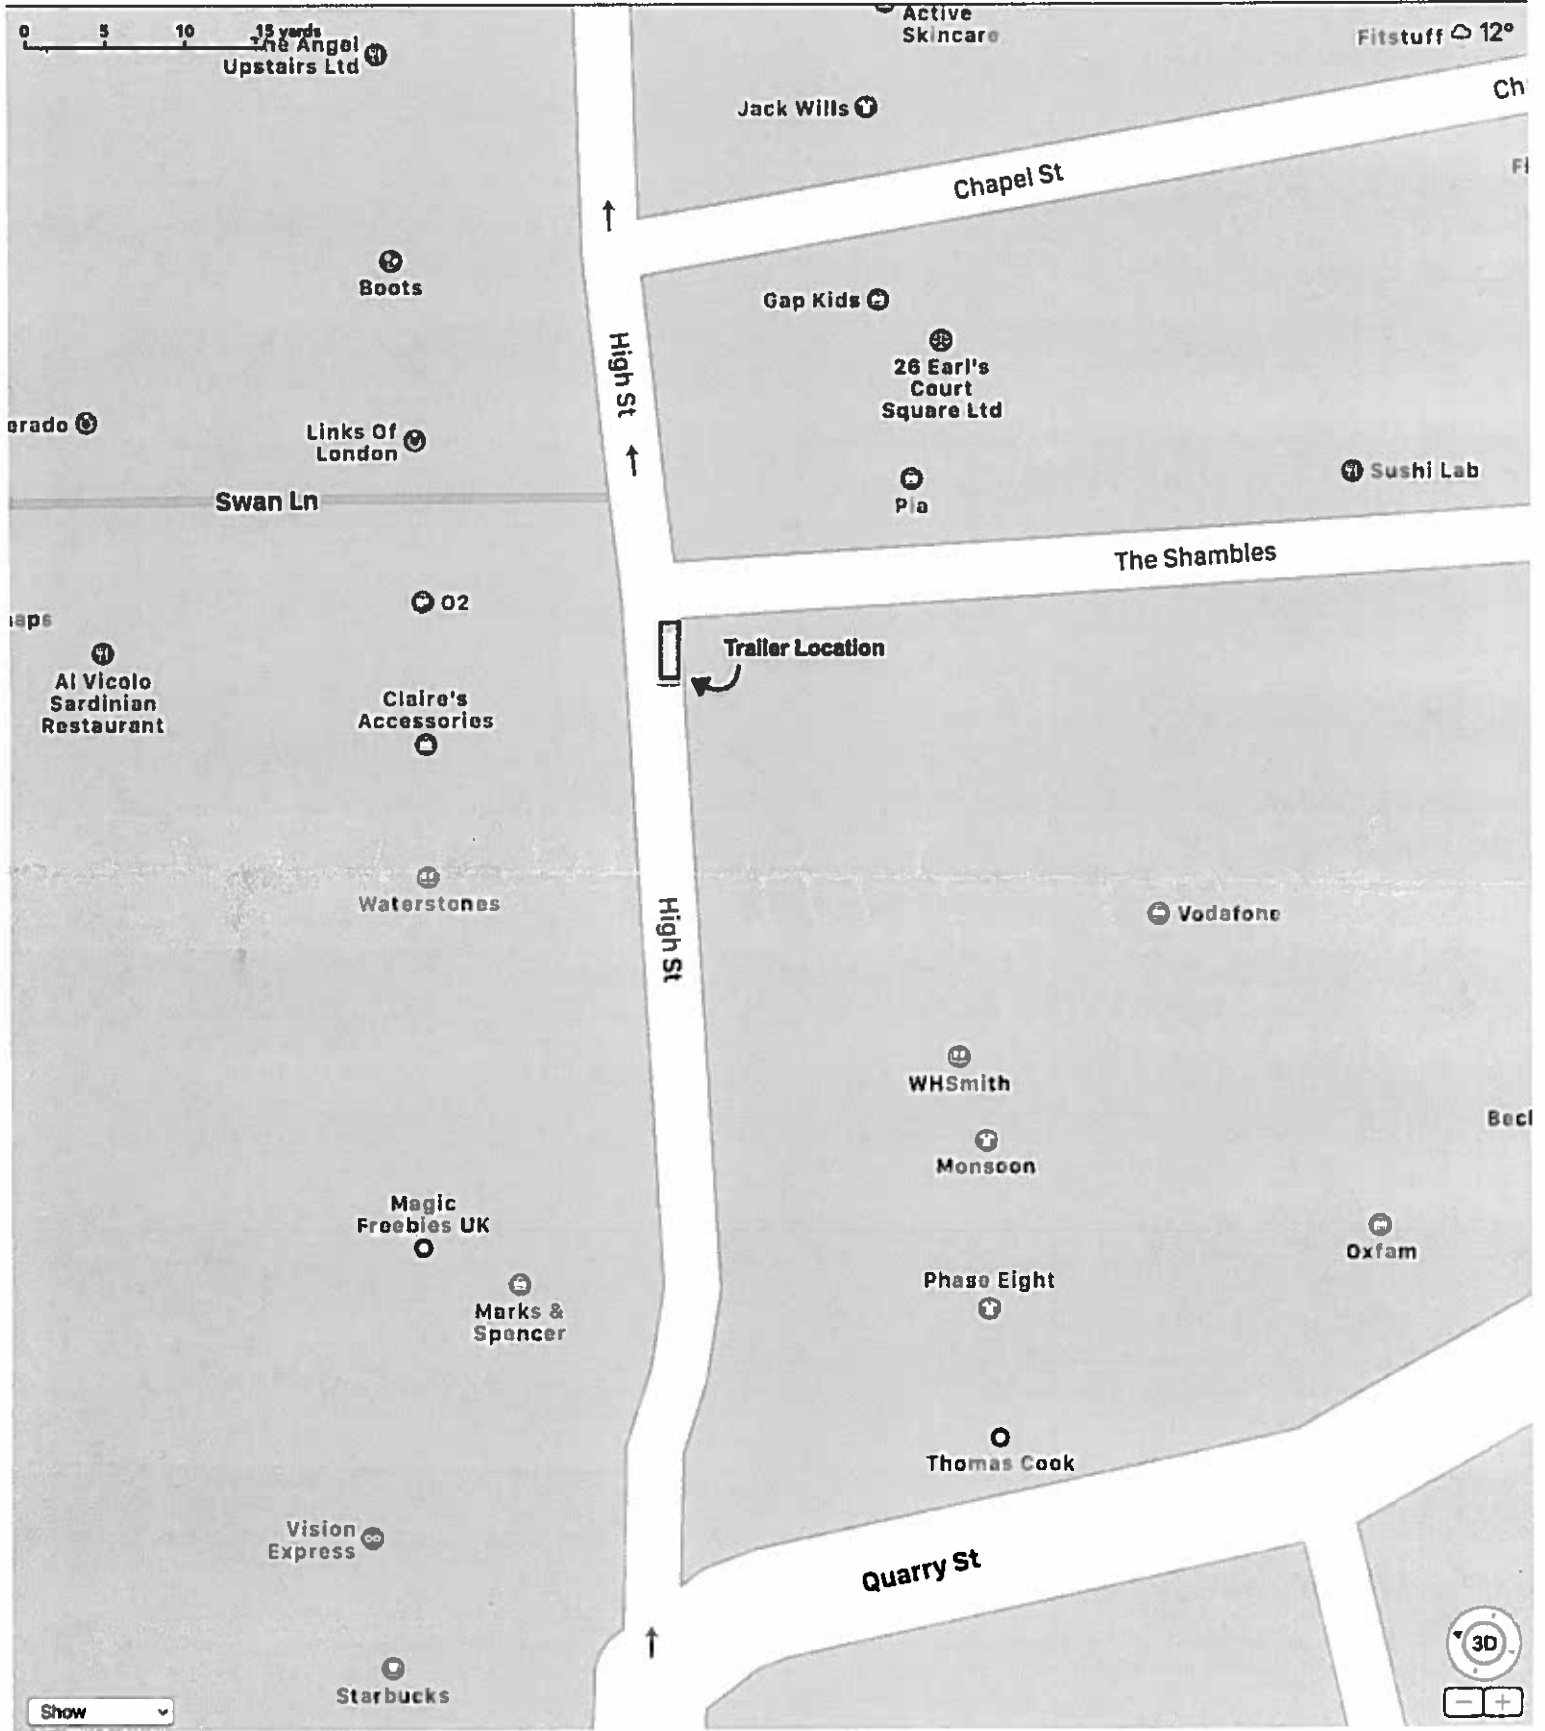 0 5 10 15 yards
The Angel
Upstairs Ltd
Active
Skincare
Fitstuff
12°
Jack Wills
Ch
Chapel St
Boots
Gap Kids
High St
26 Earl's
Court
Square Ltd
erado
Links Of
London
Sushi Lab
Swan Ln
Pia
The Shambles
O2
aps
Trailer Location
Al Vicolo
Sardinian
Restaurant
Claire's
Accessories
Waterstones
High St
Vodafone
WHSmith
Monsoon
Magic
Freebies UK
Oxfam
Phase Eight
Marks &
Spencer
Thomas Cook
Vision
Express
Quarry St
3D
Starbucks
Show